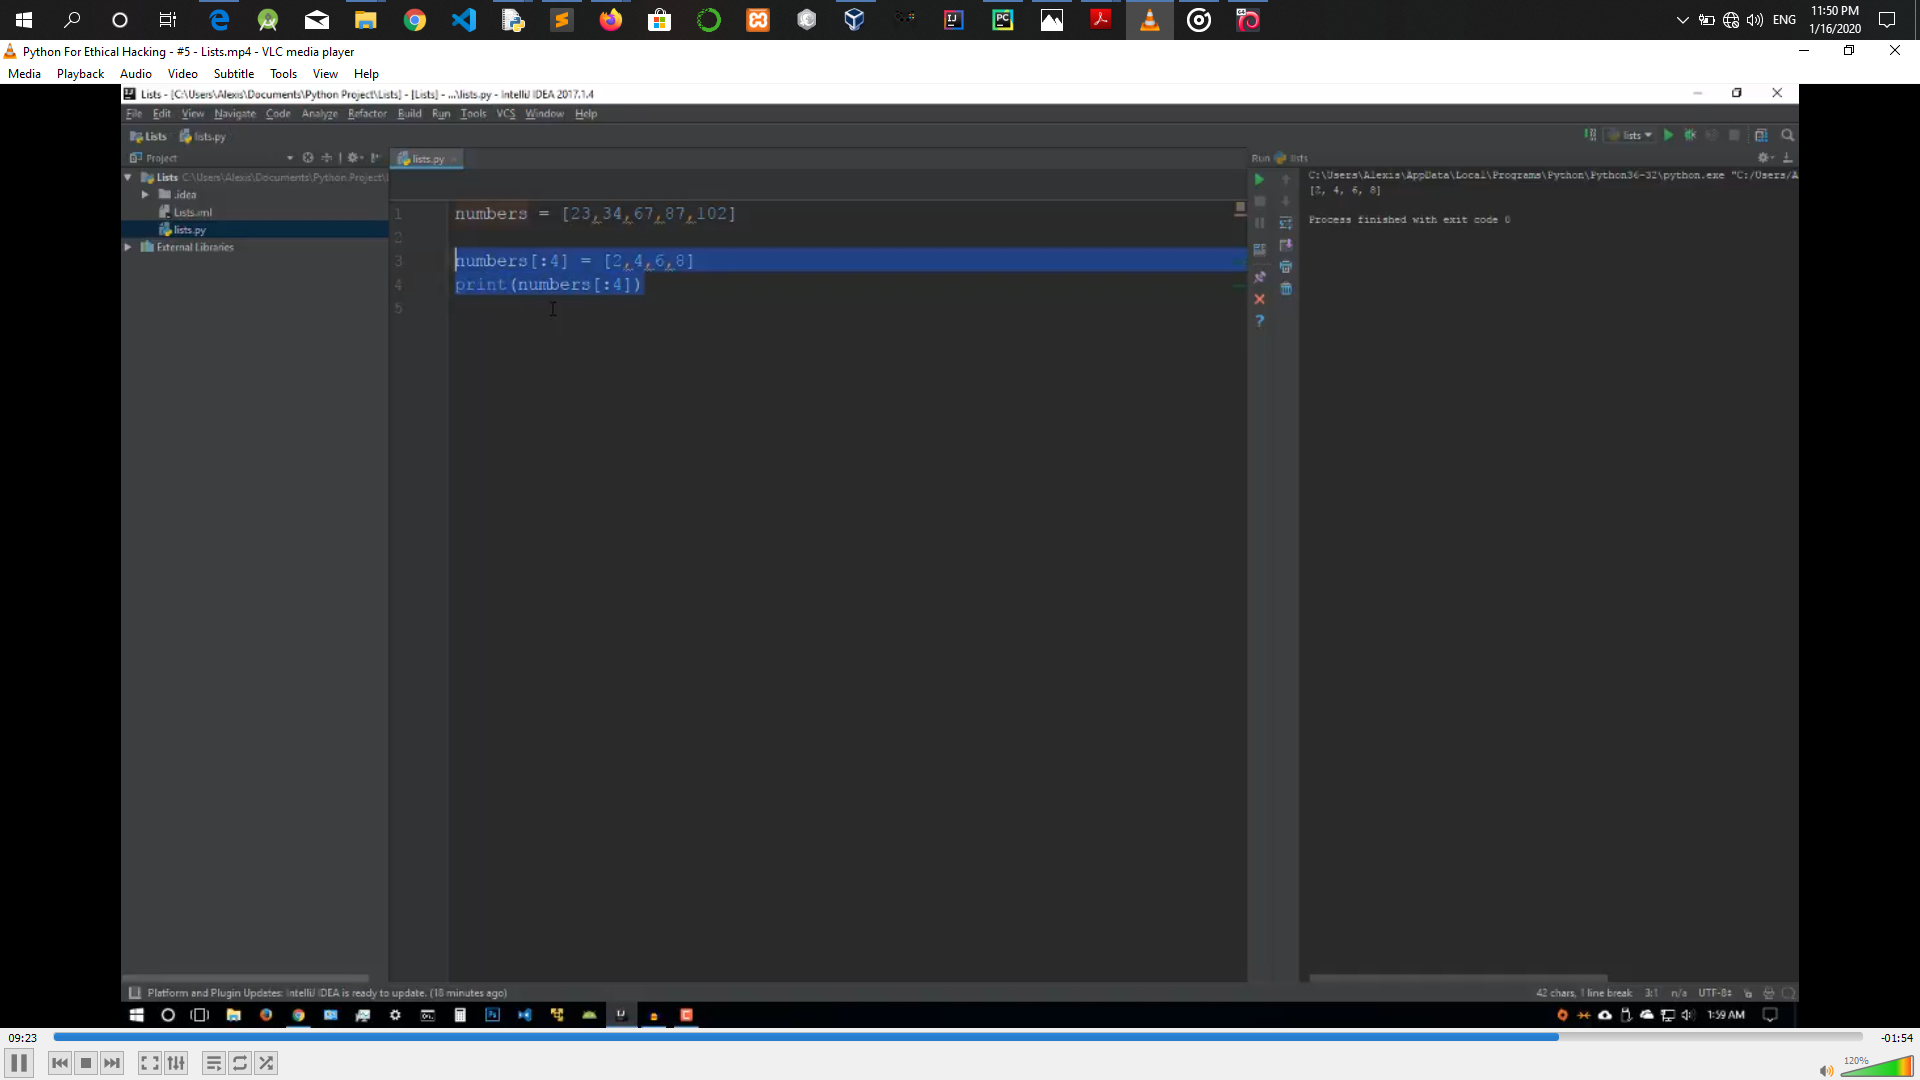 ENG
11:50 PM
1/16/2020
Python For Ethical Hacking - #5 - Lists.mp4 - VLC media player
Media Playback Audio Video Subtitle Tools View Help
Lists - [C:\Users\Alexis\Documents\Python Project\Lists] - [Lists] - ...\lists.py - IntelliJ IDEA 2017.1.4
File Edit View Navigate Code Analyze Refactor Build Run Tools VCS Window Help
Lists lists.py
lists
Project
lists.py
Run lists
Lists C:\Users\Alexis\Documents\Python Project\L
.idea
Lists.iml
lists.py
External Libraries
1 numbers = [23,34,67,87,102]
2
3 numbers[:4] = [2,4,6,8]
4 print(numbers[:4])
5
C:\Users\Alexis\AppData\Local\Programs\Python\Python36-32\python.exe "C:/Users/A
[2, 4, 6, 8]
Process finished with exit code 0
Platform and Plugin Updates: IntelliJ IDEA is ready to update. (18 minutes ago)
42 chars, 1 line break 3:1 n/a UTF-8
1:59 AM
09:23
-01:54
120%